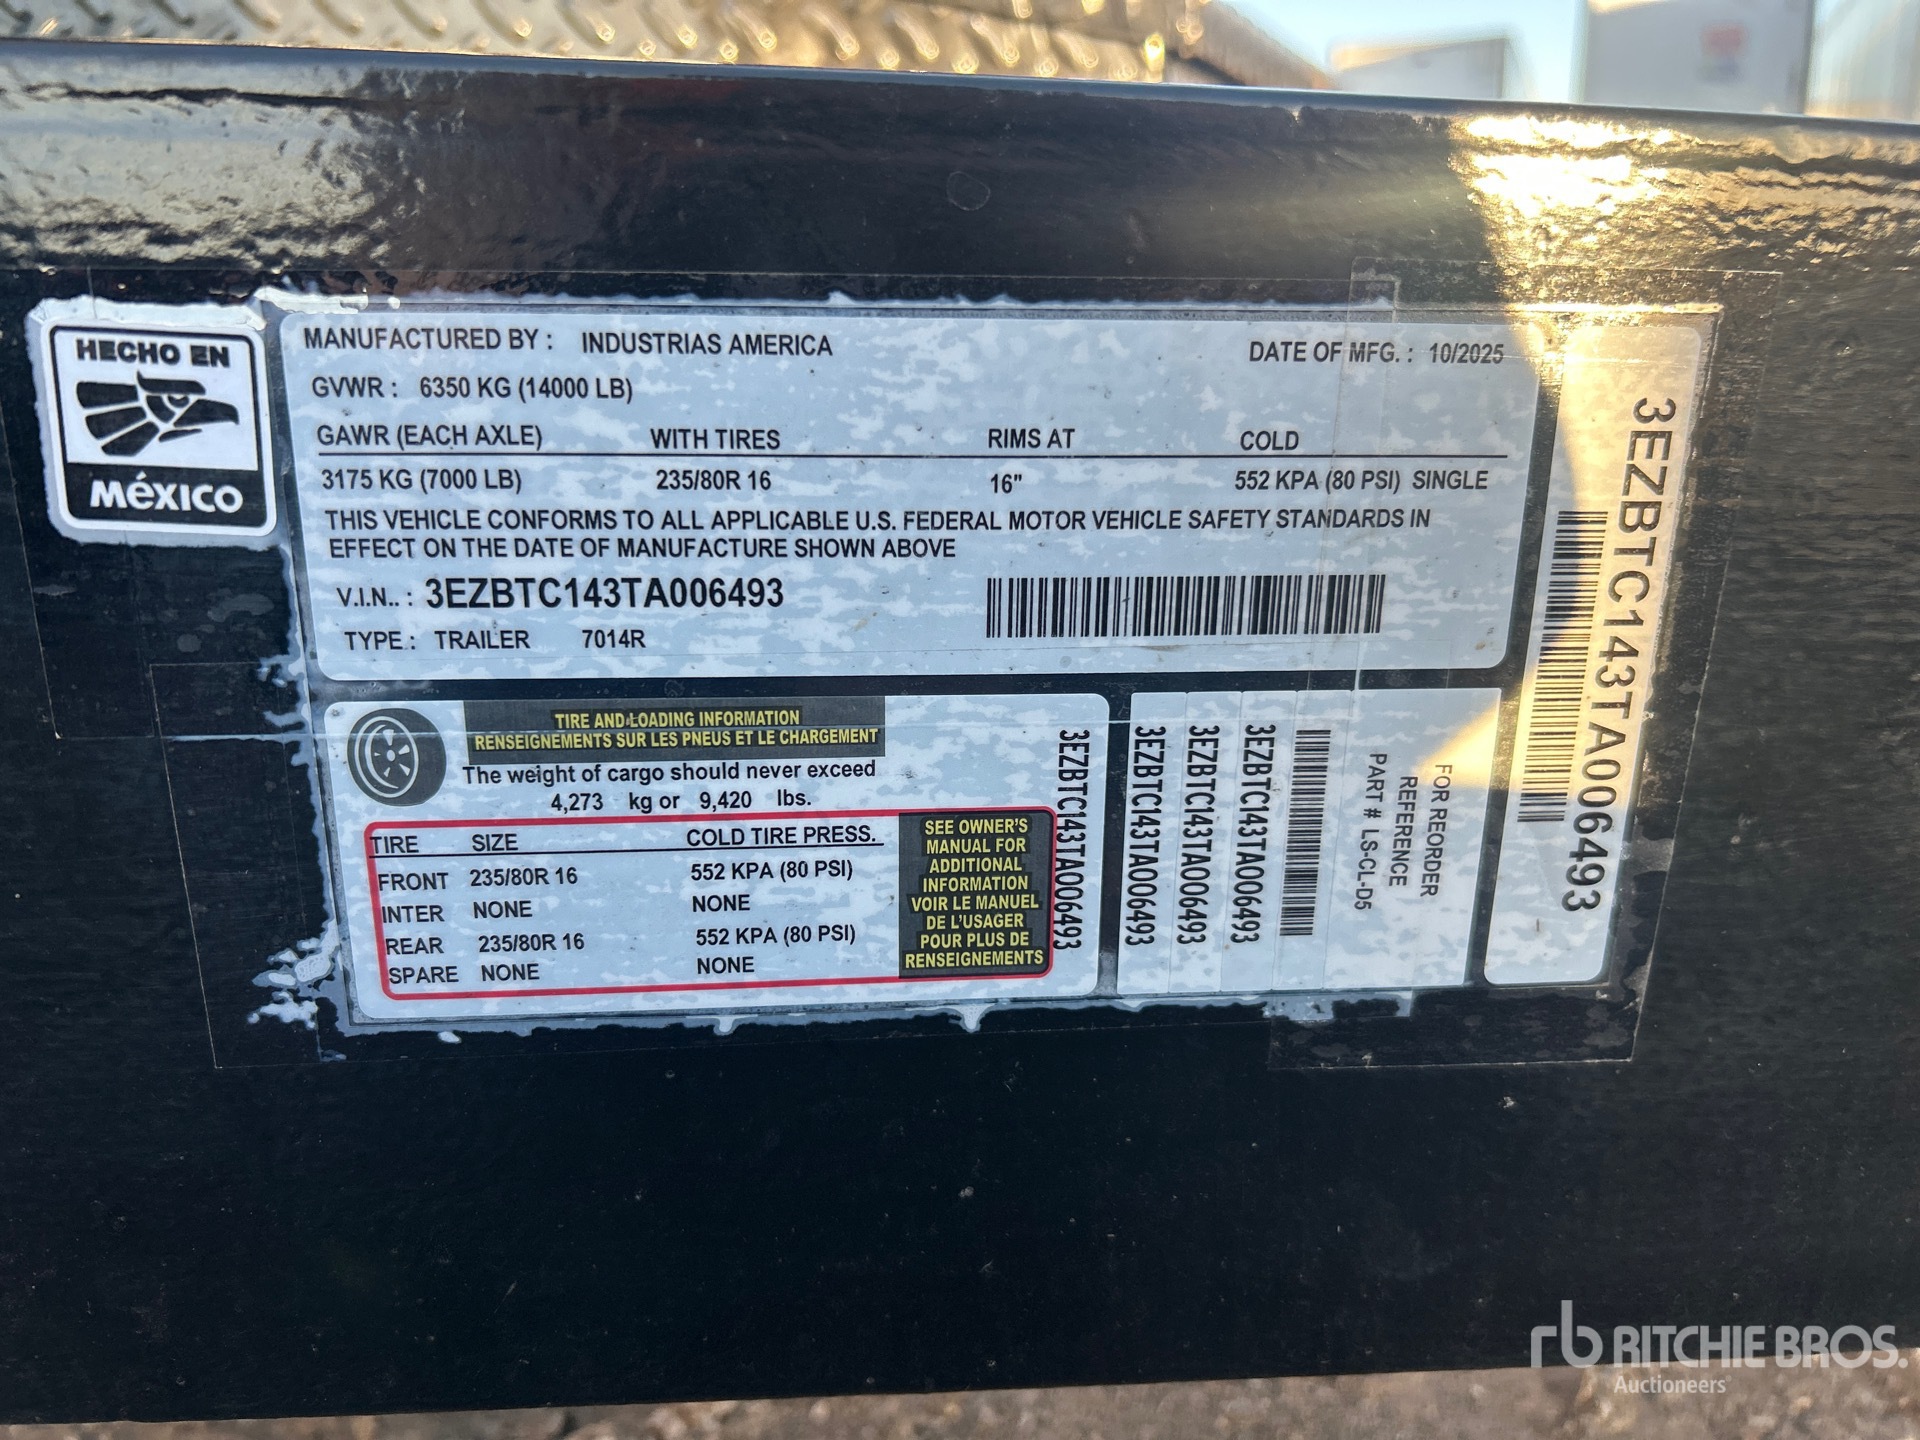 HECHO EN
MéXICO
MANUFACTURED BY : INDUSTRIAS AMERICA DATE OF MFG. : 10/2025
GVWR : 6350 KG (14000 LB)
GAWR (EACH AXLE) WITH TIRES RIMS AT COLD
3175 KG (7000 LB) 235/80R 16 16" 552 KPA (80 PSI) SINGLE
THIS VEHICLE CONFORMS TO ALL APPLICABLE U.S. FEDERAL MOTOR VEHICLE SAFETY STANDARDS IN
EFFECT ON THE DATE OF MANUFACTURE SHOWN ABOVE
V.I.N.. : 3EZBTC143TA006493
TYPE : TRAILER 7014R
3EZBTC143TA006493
TIRE AND LOADING INFORMATION
RENSEIGNEMENTS SUR LES PNEUS ET LE CHARGEMENT
The weight of cargo should never exceed
4,273 kg or 9,420 lbs.
TIRE SIZE COLD TIRE PRESS.
FRONT 235/80R 16 552 KPA (80 PSI)
INTER NONE NONE
REAR 235/80R 16 552 KPA (80 PSI)
SPARE NONE NONE
SEE OWNER'S
MANUAL FOR
ADDITIONAL
INFORMATION
VOIR LE MANUEL
DE L'USAGER
POUR PLUS DE
RENSEIGNEMENTS
3EZBTC143TA006493
3EZBTC143TA006493
3EZBTC143TA006493
3EZBTC143TA006493
FOR REORDER
REFERENCE
PART # LS-CL-D5
rb RITCHIE BROS.
Auctioneers